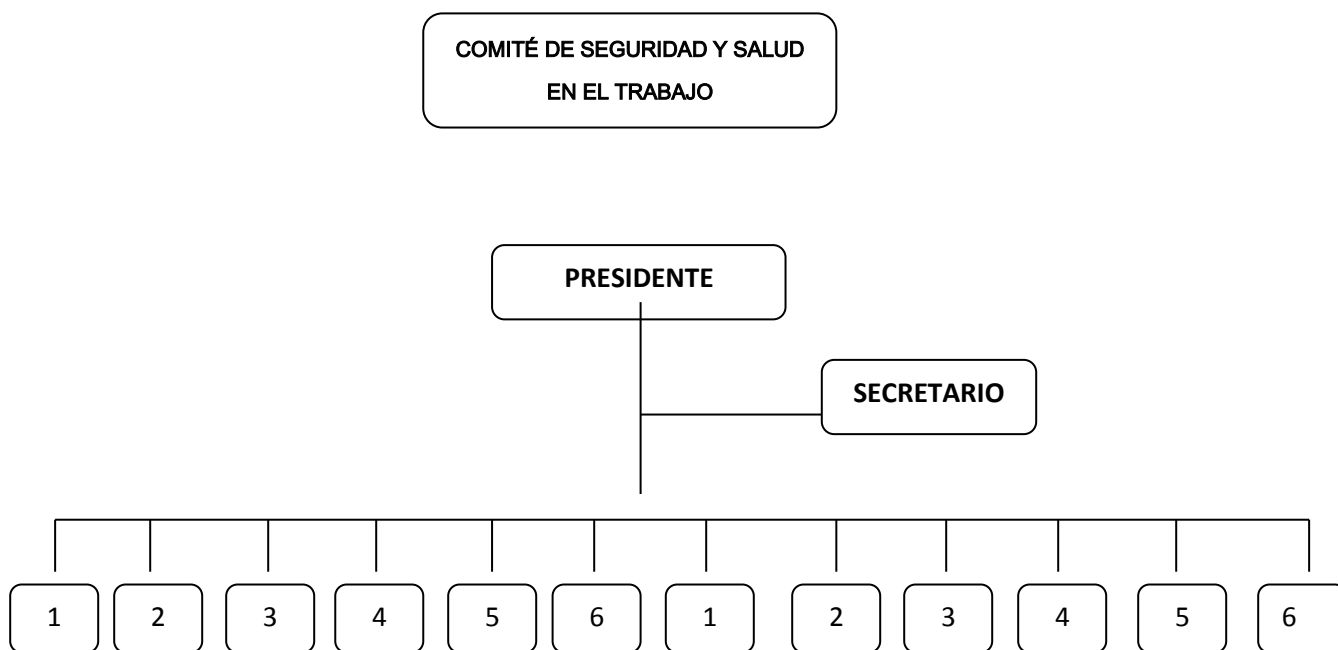 COMITÉ DE SEGURIDAD Y SALUD
EN EL TRABAJO
PRESIDENTE
SECRETARIO
1 2 3 4 5 6 1 2 3 4 5 6